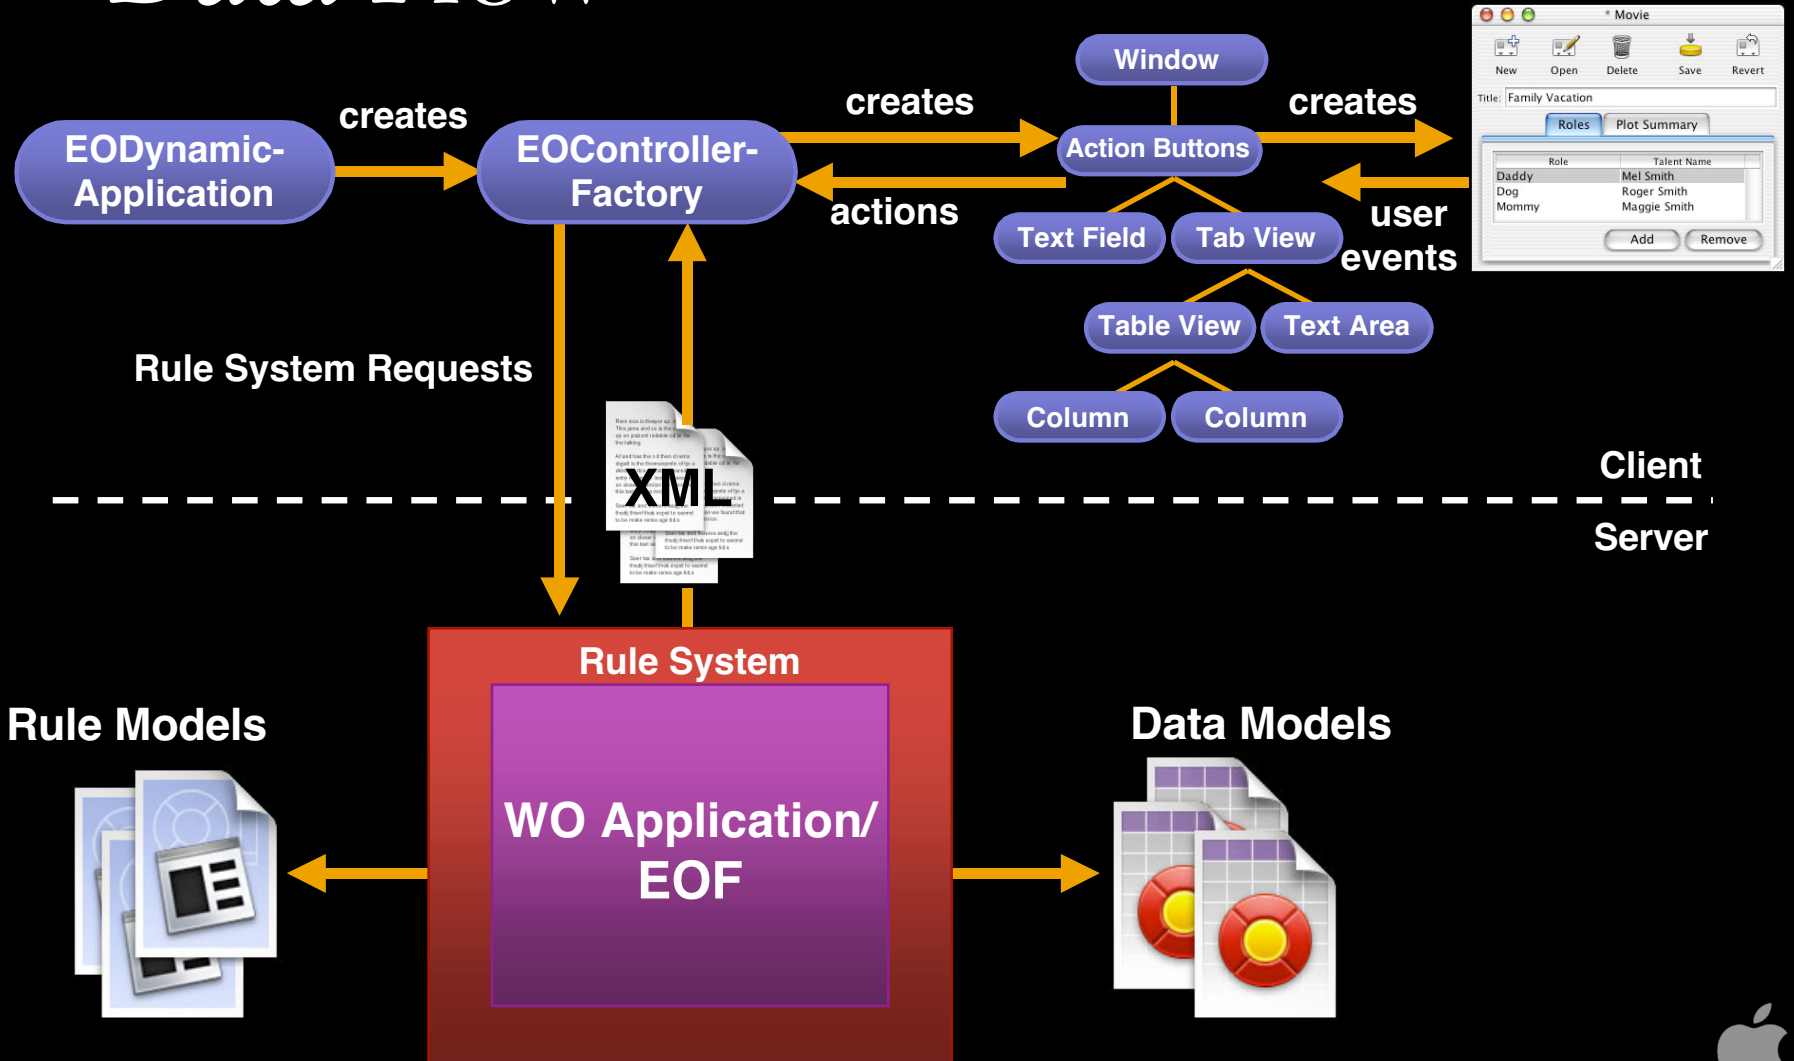 Data Flow
EODynamic-
Application
creates
EOController-
Factory
creates
actions
Window
Action Buttons
Text Field
Tab View
Table View
Text Area
Column
Column
creates
user
events
* Movie
New
Open
Delete
Save
Revert
Title: Family Vacation
Roles
Plot Summary
Role
Talent Name
Daddy
Mel Smith
Dog
Roger Smith
Mommy
Maggie Smith
Add
Remove
Rule System Requests
XML
Client
Server
Rule System
WO Application/
EOF
Rule Models
Data Models